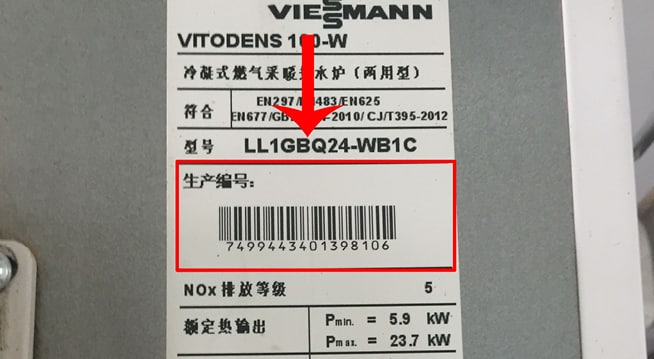 VIESSMANN
VITODENS 100-W
冷凝式燃气采暖热水炉（两用型）
符合
EN297/EN483/EN625
EN677/GB -2010/ CJ/T395-2012
型号 LL1GBQ24-WB1C
生产编号:
7499443401398106
NOx 排放等级 5
额定热输出
Pmin. = 5.9 kW
Pmax. = 23.7 kW